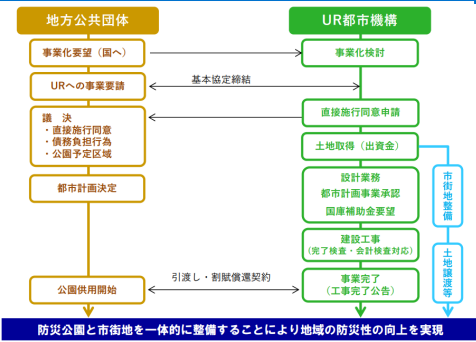 地方公共団体
UR都市機構
事業化要望（国へ）
事業化検討
基本協定締結
URへの事業要請
直接施行同意申請
議　決
・直接施行同意
・債務負担行為
・公園予定区域
土地取得（出資金）
都市計画決定
設計業務
都市計画事業承認
国庫補助金要望
市街地整備
建設工事
（完了検査・会計検査対応）
土地譲渡等
引渡し・割賦償還契約
公園供用開始
事業完了
（工事完了公告）
防災公園と市街地を一体的に整備することにより地域の防災性の向上を実現